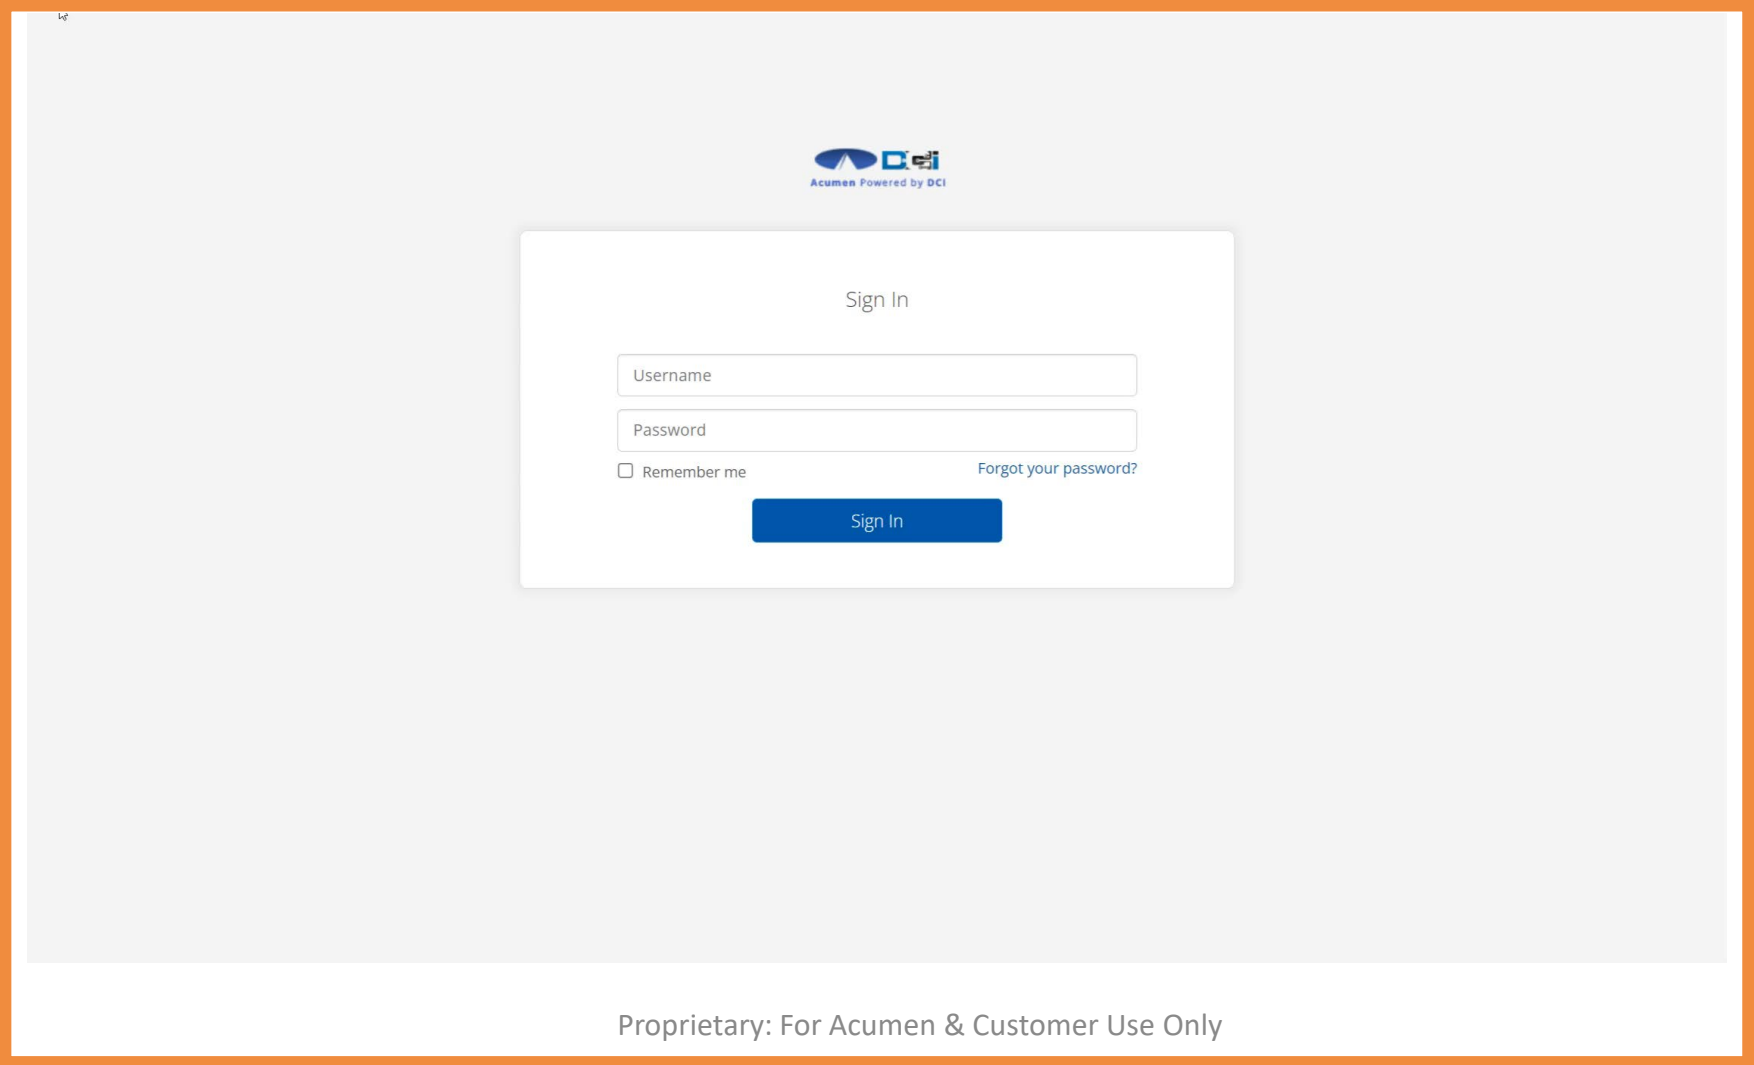 Acumen Powered by DCI
Sign In
Username
Password
Remember me
Forgot your password?
Sign In
Proprietary: For Acumen & Customer Use Only